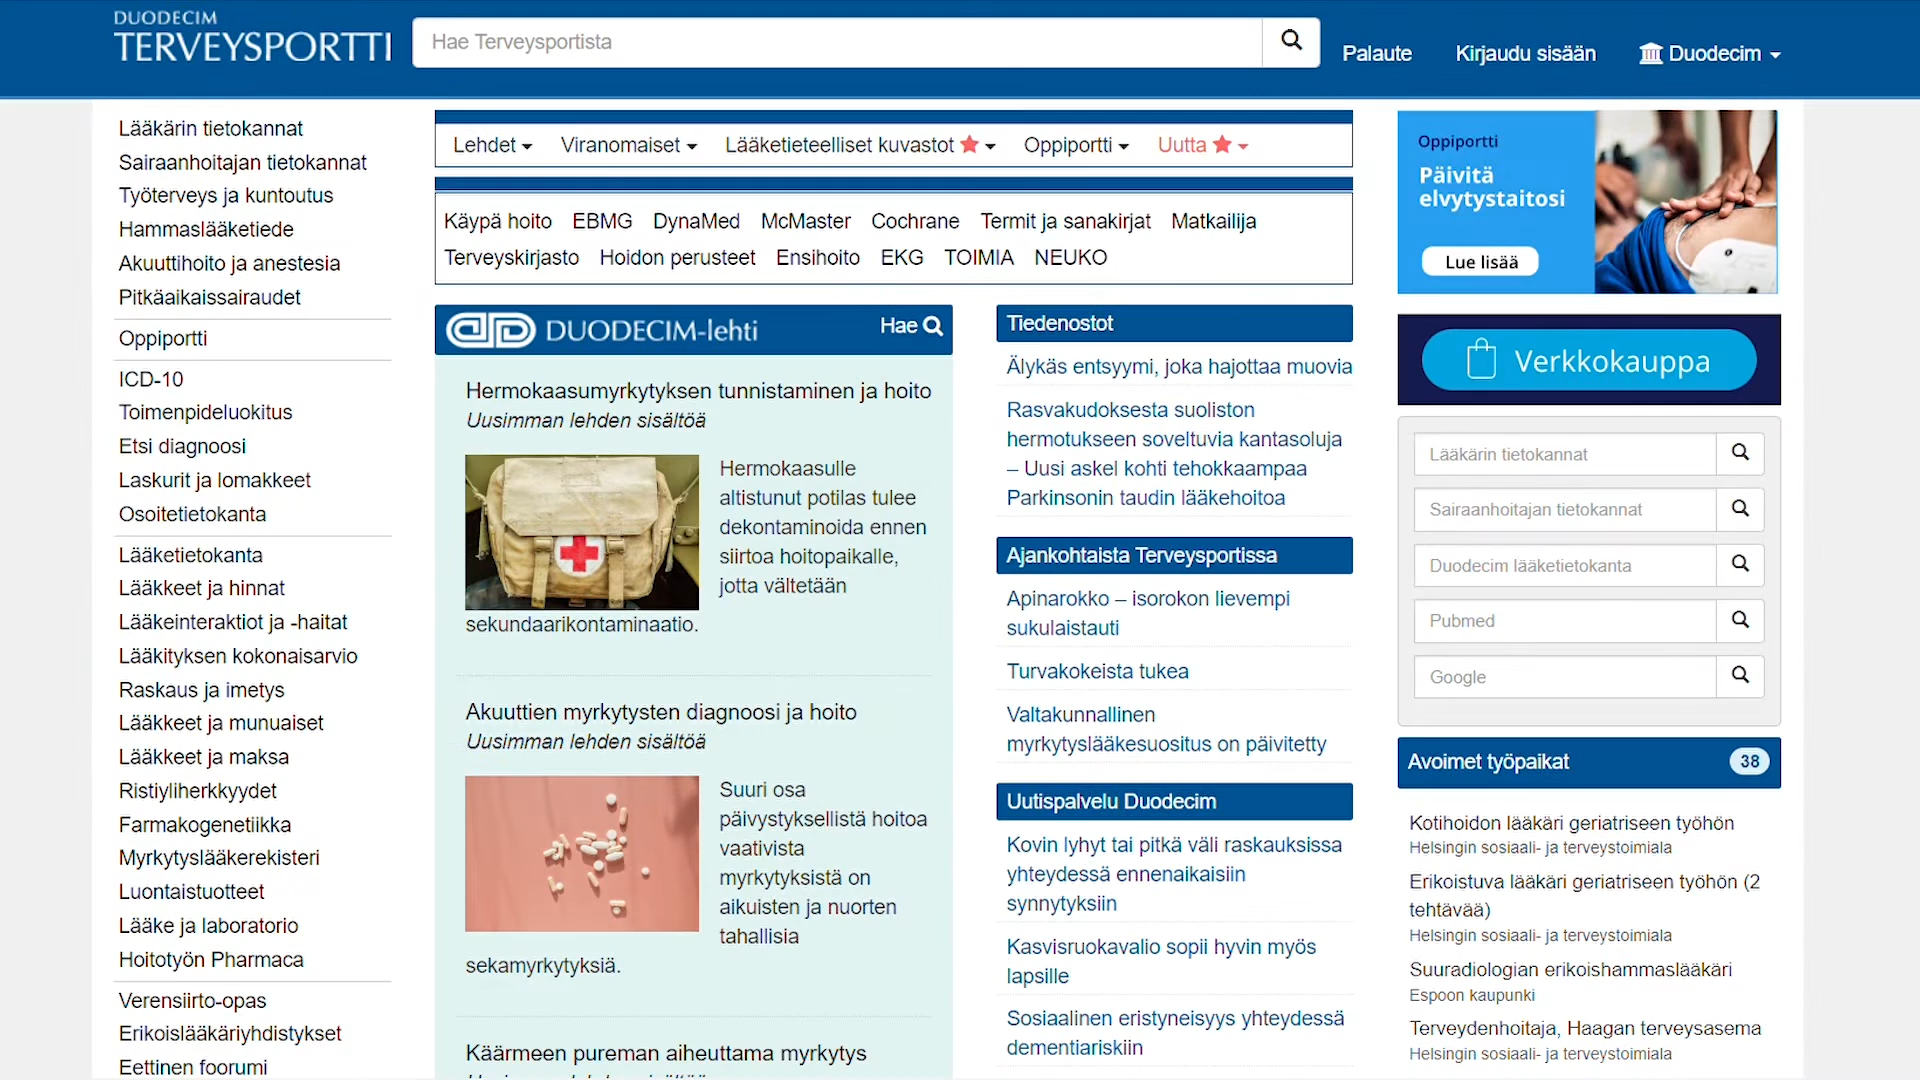 DUODECIM
TERVEYSPORTTI
Hae Terveysportista
Palaute
Kirjaudu sisään
Duodecim
Lääkärin tietokannat
Sairaanhoitajan tietokannat
Työterveys ja kuntoutus
Hammaslääketiede
Akuuttihoito ja anestesia
Pitkäaikaissairaudet
Oppiportti
ICD-10
Toimenpideluokitus
Etsi diagnoosi
Laskurit ja lomakkeet
Osoitetietokanta
Lääketietokanta
Lääkkeet ja hinnat
Lääkeinteraktiot ja -haitat
Lääkityksen kokonaisarvio
Raskaus ja imetys
Lääkkeet ja munuaiset
Lääkkeet ja maksa
Ristiyliherkkyydet
Farmakogenetiikka
Myrkytyslääkerekisteri
Luontaistuotteet
Lääke ja laboratorio
Hoitotyön Pharmaca
Verensiirto-opas
Erikoislääkäriyhdistykset
Eettinen foorumi
Lehdet Viranomaiset Lääketieteelliset kuvastot Oppiportti Uutta
Käypä hoito EBMG DynaMed McMaster Cochrane Termit ja sanakirjat Matkailija
Terveyskirjasto Hoidon perusteet Ensihoito EKG TOIMIA NEUKO
DUODECIM-lehti Hae
Hermokaasumyrkytyksen tunnistaminen ja hoito
Uusimman lehden sisältöä
Hermokaasulle
altistunut potilas tulee
dekontaminoida ennen
siirtoa hoitopaikalle,
jotta vältetään
sekundaarikontaminaatio.
Akuuttien myrkytysten diagnoosi ja hoito
Uusimman lehden sisältöä
Suuri osa
päivystyksellistä hoitoa
vaativista
myrkytyksistä on
aikuisten ja nuorten
tahallisia
sekamyrkytyksiä.
Käärmeen pureman aiheuttama myrkytys
Tiedenostot
Älykäs entsyymi, joka hajottaa muovia
Rasvakudoksesta suoliston
hermotukseen soveltuvia kantasoluja
– Uusi askel kohti tehokkaampaa
Parkinsonin taudin lääkehoitoa
Ajankohtaista Terveysportissa
Apinarokko – isorokon lievempi
sukulaistauti
Turvakokeista tukea
Valtakunnallinen
myrkytyslääkesuositus on päivitetty
Uutispalvelu Duodecim
Kovin lyhyt tai pitkä väli raskauksissa
yhteydessä ennenaikaisiin
synnytyksiin
Kasvisruokavalio sopii hyvin myös
lapsille
Sosiaalinen eristyneisyys yhteydessä
dementiariskiin
Oppiportti
Päivitä
elvytystaitosi
Lue lisää
Verkkokauppa
Lääkärin tietokannat
Sairaanhoitajan tietokannat
Duodecim lääketietokanta
Pubmed
Google
Avoimet työpaikat 38
Kotihoidon lääkäri geriatriseen työhön
Helsingin sosiaali- ja terveystoimiala
Erikoistuva lääkäri geriatriseen työhön (2
tehtävää)
Helsingin sosiaali- ja terveystoimiala
Suuradiologian erikoishammaslääkäri
Espoon kaupunki
Terveydenhoitaja, Haagan terveysasema
Helsingin sosiaali- ja terveystoimiala